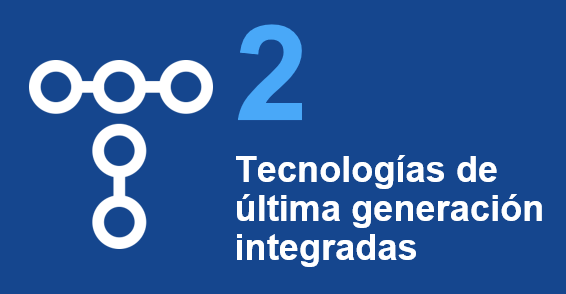 2
Tecnologías de
última generación
integradas